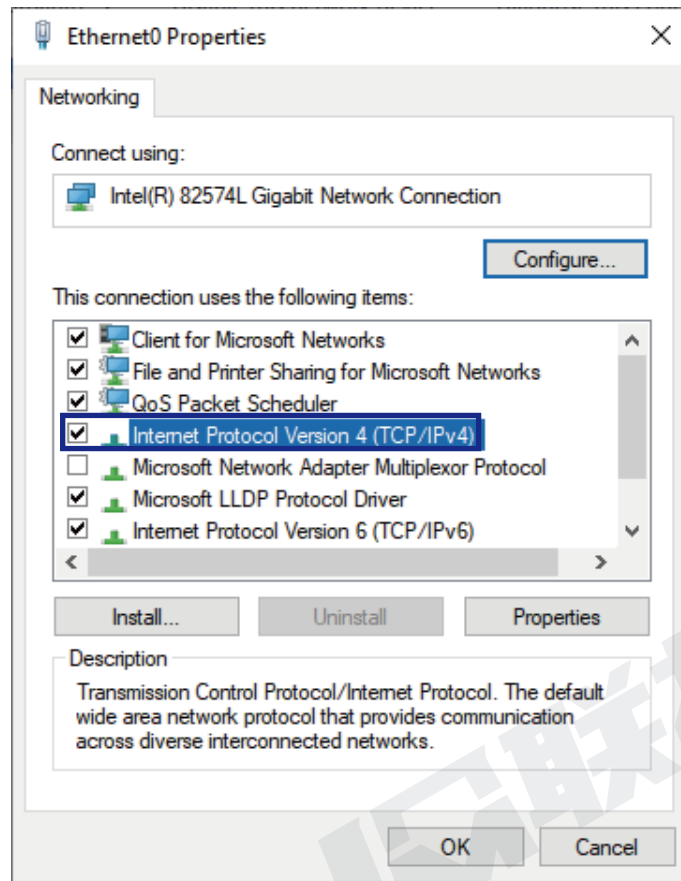 Ethernet0 Properties
Networking
Connect using:
Intel(R) 82574L Gigabit Network Connection
Configure...
This connection uses the following items:
Client for Microsoft Networks
File and Printer Sharing for Microsoft Networks
QoS Packet Scheduler
Internet Protocol Version 4 (TCP/IPv4)
Microsoft Network Adapter Multiplexor Protocol
Microsoft LLDP Protocol Driver
Internet Protocol Version 6 (TCP/IPv6)
Install...
Uninstall
Properties
Description
Transmission Control Protocol/Internet Protocol. The default
wide area network protocol that provides communication
across diverse interconnected networks.
OK
Cancel